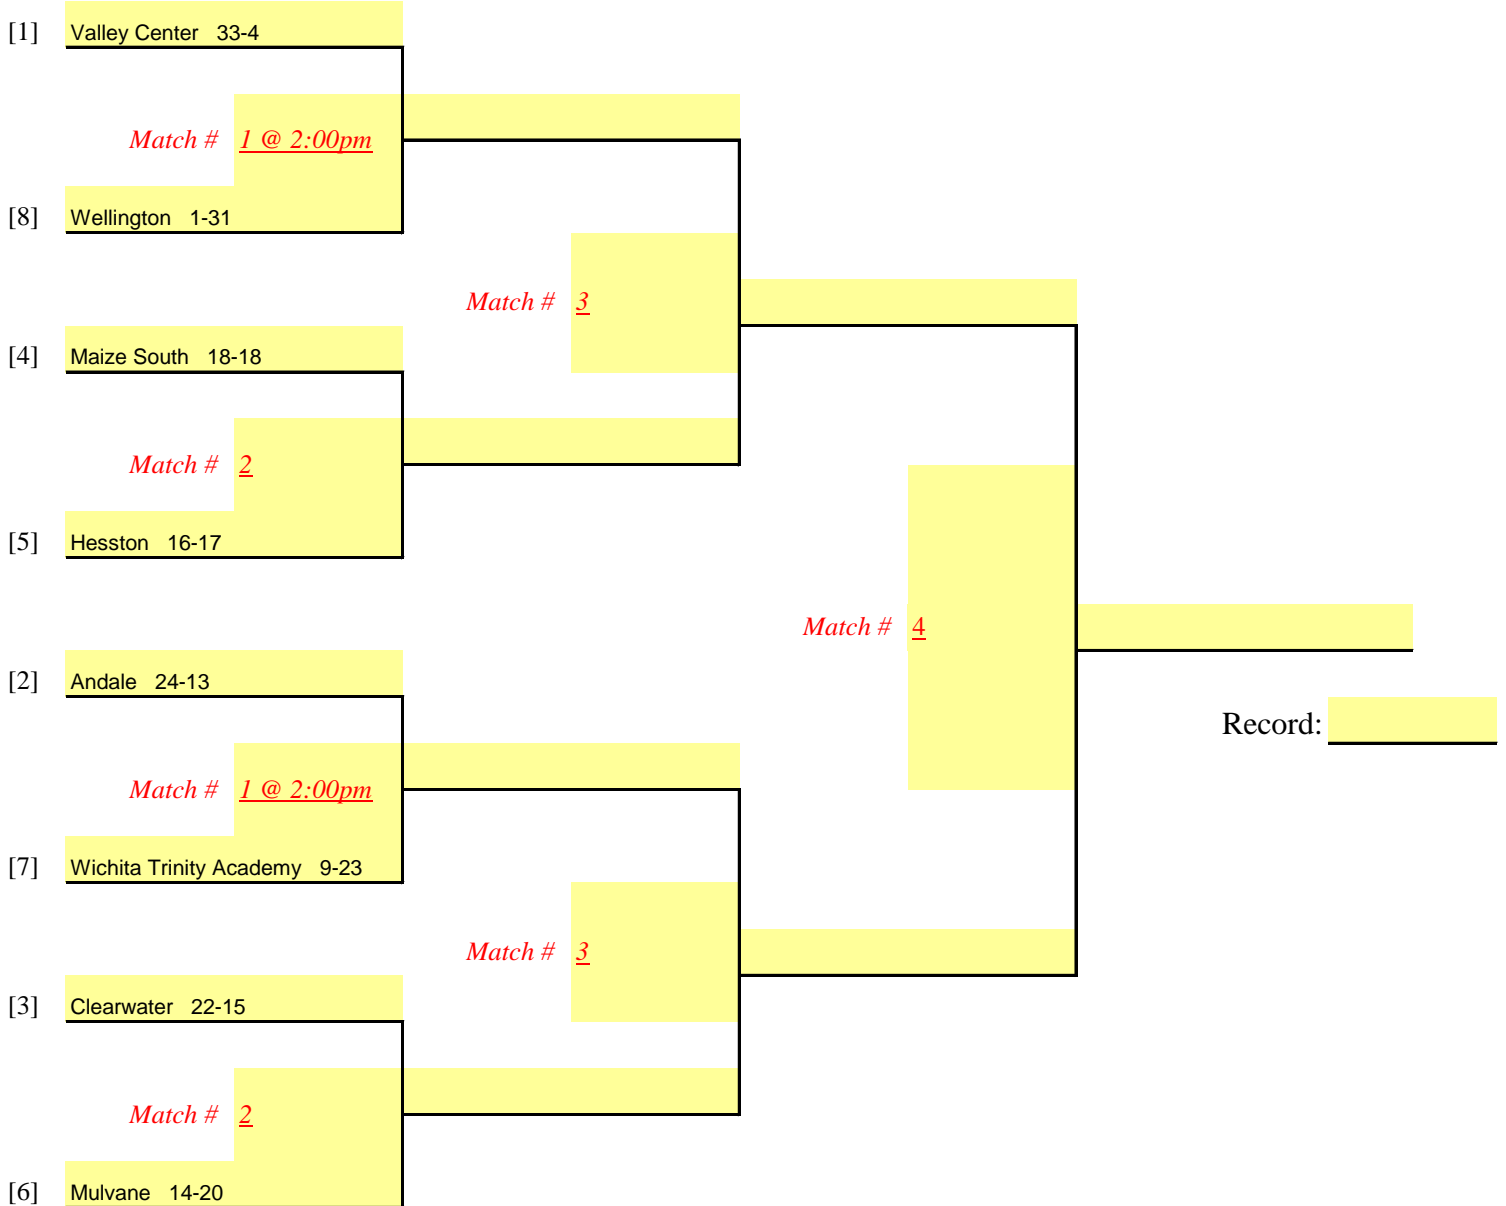 [1] Valley Center 33-4
Match # 1 @ 2:00pm
[8] Wellington 1-31
Match # 3
[4] Maize South 18-18
Match # 2
[5] Hesston 16-17
Match # 4
[2] Andale 24-13
Record:
Match # 1 @ 2:00pm
[7] Wichita Trinity Academy 9-23
Match # 3
[3] Clearwater 22-15
Match # 2
[6] Mulvane 14-20